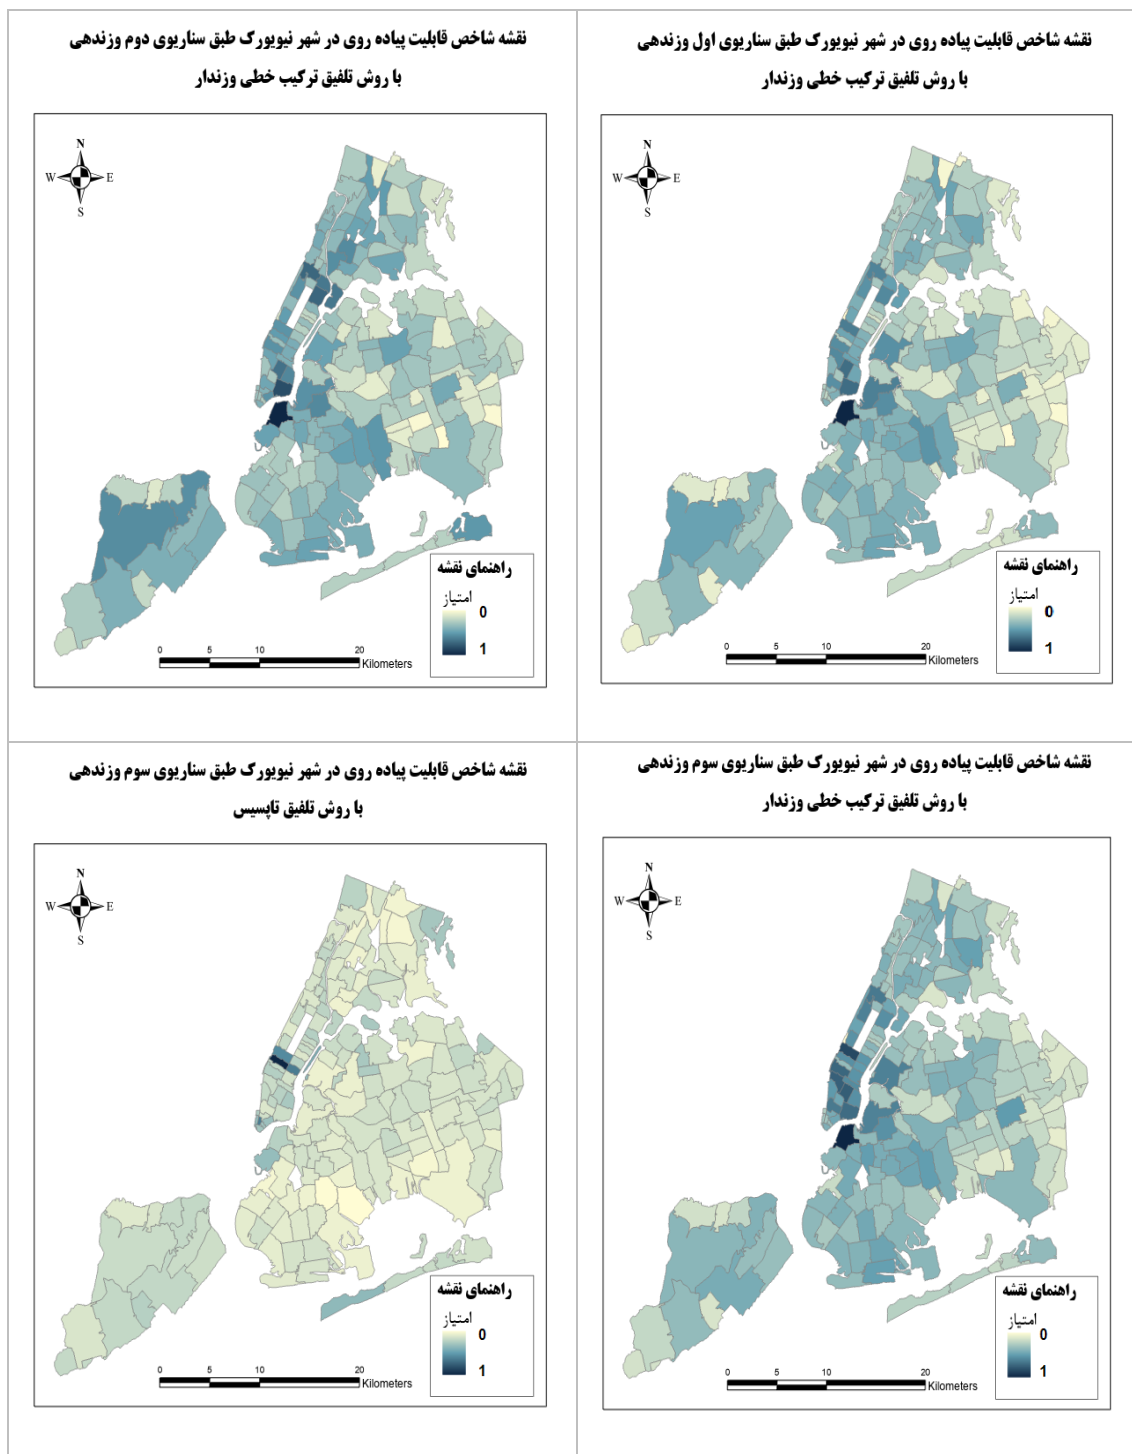 نقشه شاخص قابلیت پیاده روی در شهر نیویورک طبق سناریوی اول وزندهی
با روش تلفیق ترکیب خطی وزندار
N
W
E
S
راهنمای نقشه
امتیاز
0
1
0 5 10 20
Kilometers
نقشه شاخص قابلیت پیاده روی در شهر نیویورک طبق سناریوی دوم وزندهی
با روش تلفیق ترکیب خطی وزندار
N
W
E
S
راهنمای نقشه
امتیاز
0
1
0 5 10 20
Kilometers
نقشه شاخص قابلیت پیاده روی در شهر نیویورک طبق سناریوی سوم وزندهی
با روش تلفیق ترکیب خطی وزندار
N
W
E
S
راهنمای نقشه
امتیاز
0
1
0 5 10 20
Kilometers
نقشه شاخص قابلیت پیاده روی در شهر نیویورک طبق سناریوی سوم وزندهی
با روش تلفیق تاپسیس
N
W
E
S
راهنمای نقشه
امتیاز
0
1
0 5 10 20
Kilometers